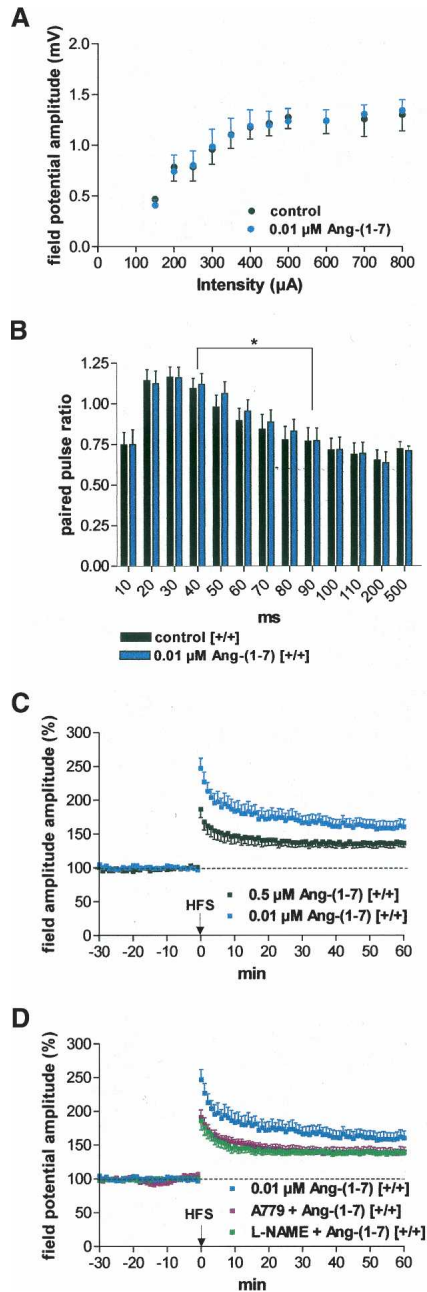 A
field potential amplitude (mV)
2.0
1.5
1.0
0.5
0.0
100 0 100 200 300 400 500 600 700 800
Intensity (µA)
control
0.01 µM Ang-(1-7)
B
paired pulse ratio
1.25
1.00
0.75
0.50
0.25
0.00
*
10 20 30 40 50 60 70 80 90 100 110 200 500
ms
control [+/+]
0.01 µM Ang-(1-7) [+/+]
C
field amplitude amplitude (%)
300
250
200
150
100
50
0
HFS
0.5 µM Ang-(1-7) [+/+]
0.01 µM Ang-(1-7) [+/+]
-30 -20 -10 0 10 20 30 40 50 60
min
D
field potential amplitude (%)
300
250
200
150
100
50
0
HFS
0.01 µM Ang-(1-7) [+/+]
A779 + Ang-(1-7) [+/+]
L-NAME + Ang-(1-7) [+/+]
-30 -20 -10 0 10 20 30 40 50 60
min